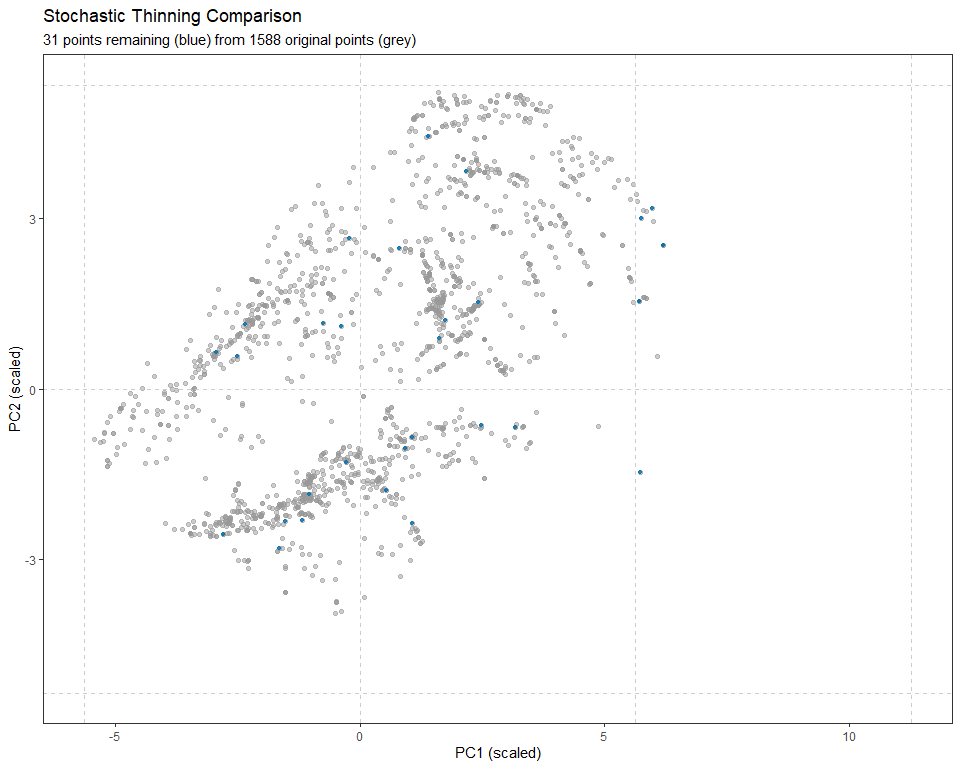 Stochastic Thinning Comparison
31 points remaining (blue) from 1588 original points (grey)
3
0
-3
PC2 (scaled)
-5
0
5
10
PC1 (scaled)